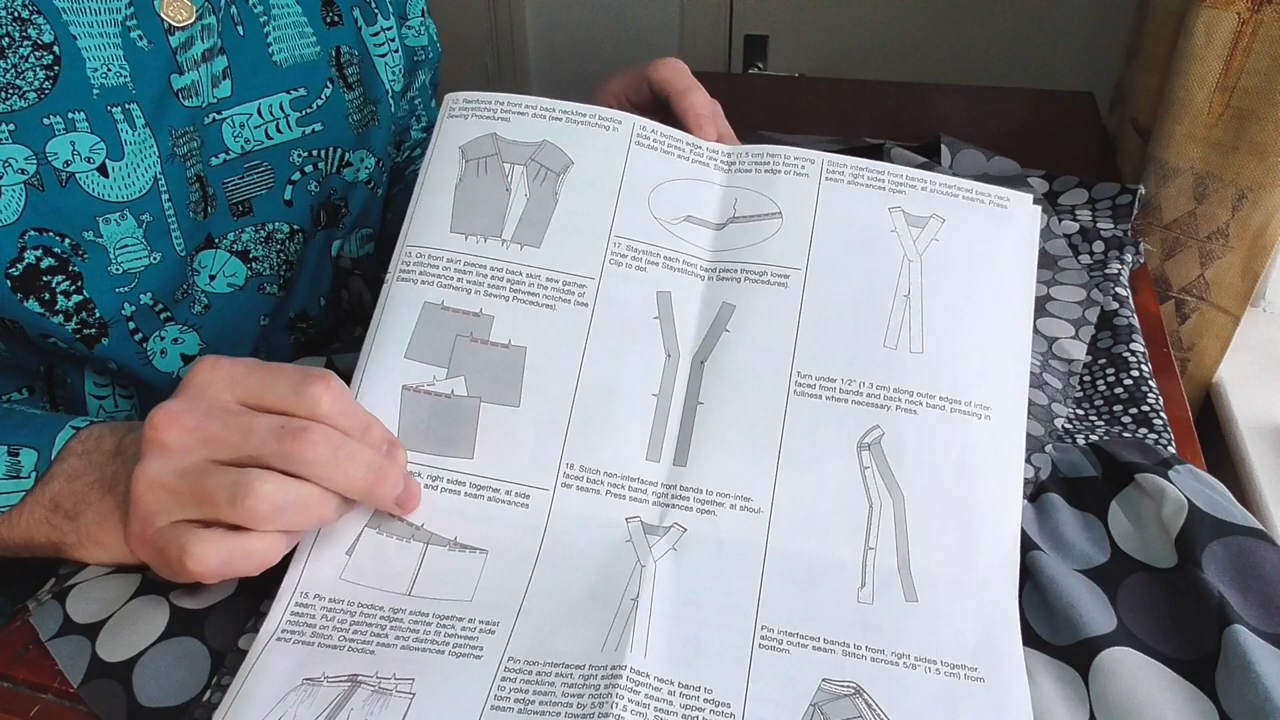 12. Reinforce the front and back neckline of bodice
by staystitching between dots (see Staystitching in
Sewing Procedures).
13. On front skirt pieces and back skirt, sew gather-
ing stitches on seam line and again in the middle of
seam allowance at waist seam between notches (see
Easing and Gathering in Sewing Procedures).
right sides together, at side
and press seam allowances
15. Pin skirt to bodice, right sides together at waist
seam, matching front edges, center back, and side
seams. Pull up gathering stitches to fit between
notches on front and back and distribute gathers
evenly. Stitch. Overcast seam allowances together
and press toward bodice.
16. At bottom edge, fold 5/8" (1.5 cm) hem to wrong
side and press. Fold raw edge to crease to form a
double hem and press. Stitch close to edge of hem.
17. Staystitch each front band piece through lower
inner dot (see Staystitching in Sewing Procedures).
Clip to dot.
18. Stitch non-interfaced front bands to non-inter-
faced back neck band, right sides together, at shoul-
der seams. Press seam allowances open.
Pin non-interfaced front and back neck band to
bodice and skirt, right sides together, at front edges
and neckline, matching shoulder seams, upper notch
to yoke seam, lower notch to waist seam and
tom edge extends by 5/8" (1.5 cm).
seam allowance toward
Stitch interfaced front bands to interfaced back neck
band, right sides together, at shoulder seams. Press
seam allowances open.
Turn under 1/2" (1.3 cm) along outer edges of inter-
faced front bands and back neck band, pressing in
fullness where necessary. Press.
Pin interfaced bands to front, right sides together,
along outer seam. Stitch across 5/8" (1.5 cm) from
bottom.